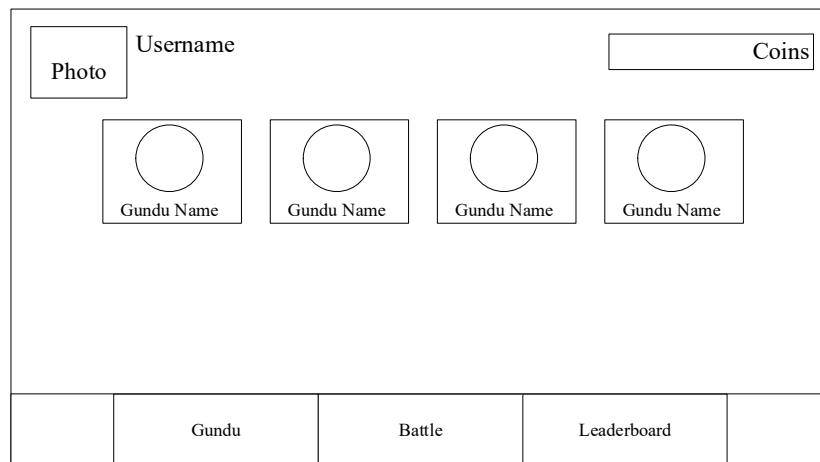 Username
Photo
Coins
Gundu Name
Gundu Name
Gundu Name
Gundu Name
Gundu
Battle
Leaderboard